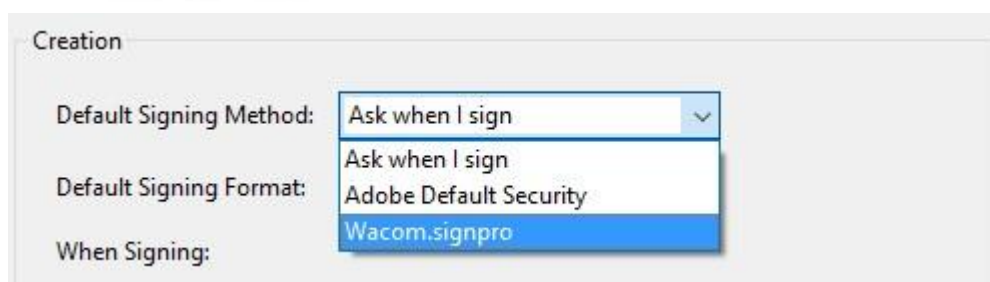 Creation
Default Signing Method: Ask when I sign
Ask when I sign
Default Signing Format: Adobe Default Security
Wacom.signpro
When Signing: